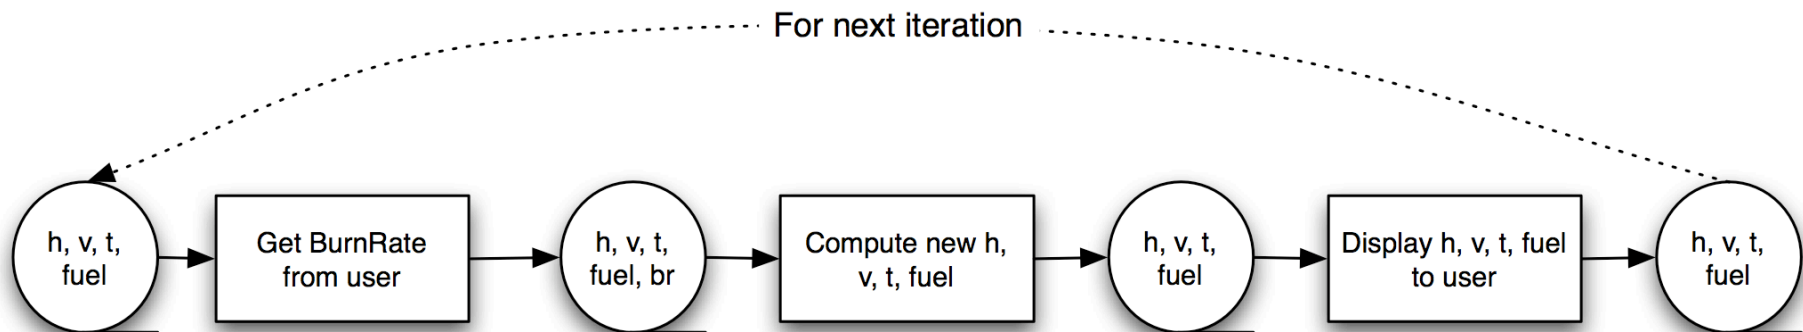 For next iteration
h, v, t,
fuel
Get BurnRate
from user
h, v, t,
fuel, br
Compute new h,
v, t, fuel
h, v, t,
fuel
Display h, v, t, fuel
to user
h, v, t,
fuel